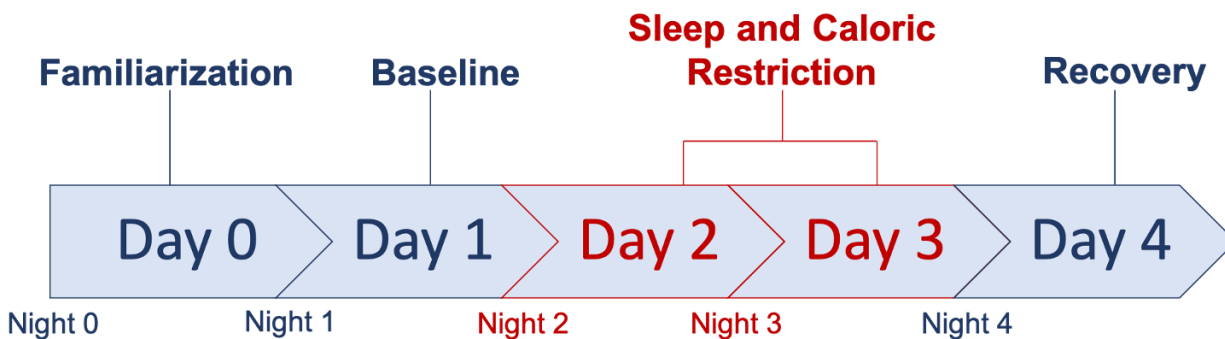 Sleep and Caloric
Restriction
Familiarization
Baseline
Recovery
Day 0
Day 1
Day 2
Day 3
Day 4
Night 0
Night 1
Night 2
Night 3
Night 4